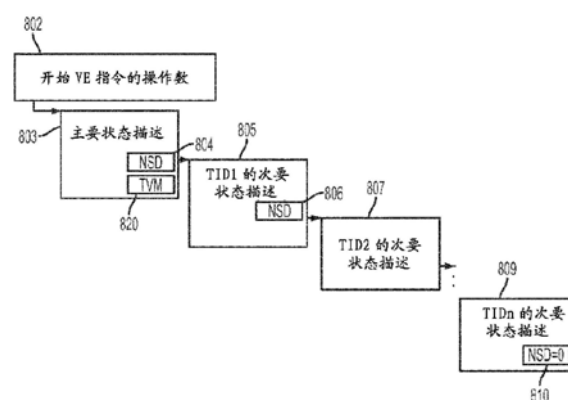 802
开始 VE 指令的操作数
803
主要状态描述
804
NSD
TVM
820
805
TID1 的次要
状态描述
806
NSD
807
TID2 的次要
状态描述
809
TIDn 的次要
状态描述
NSD=0
810